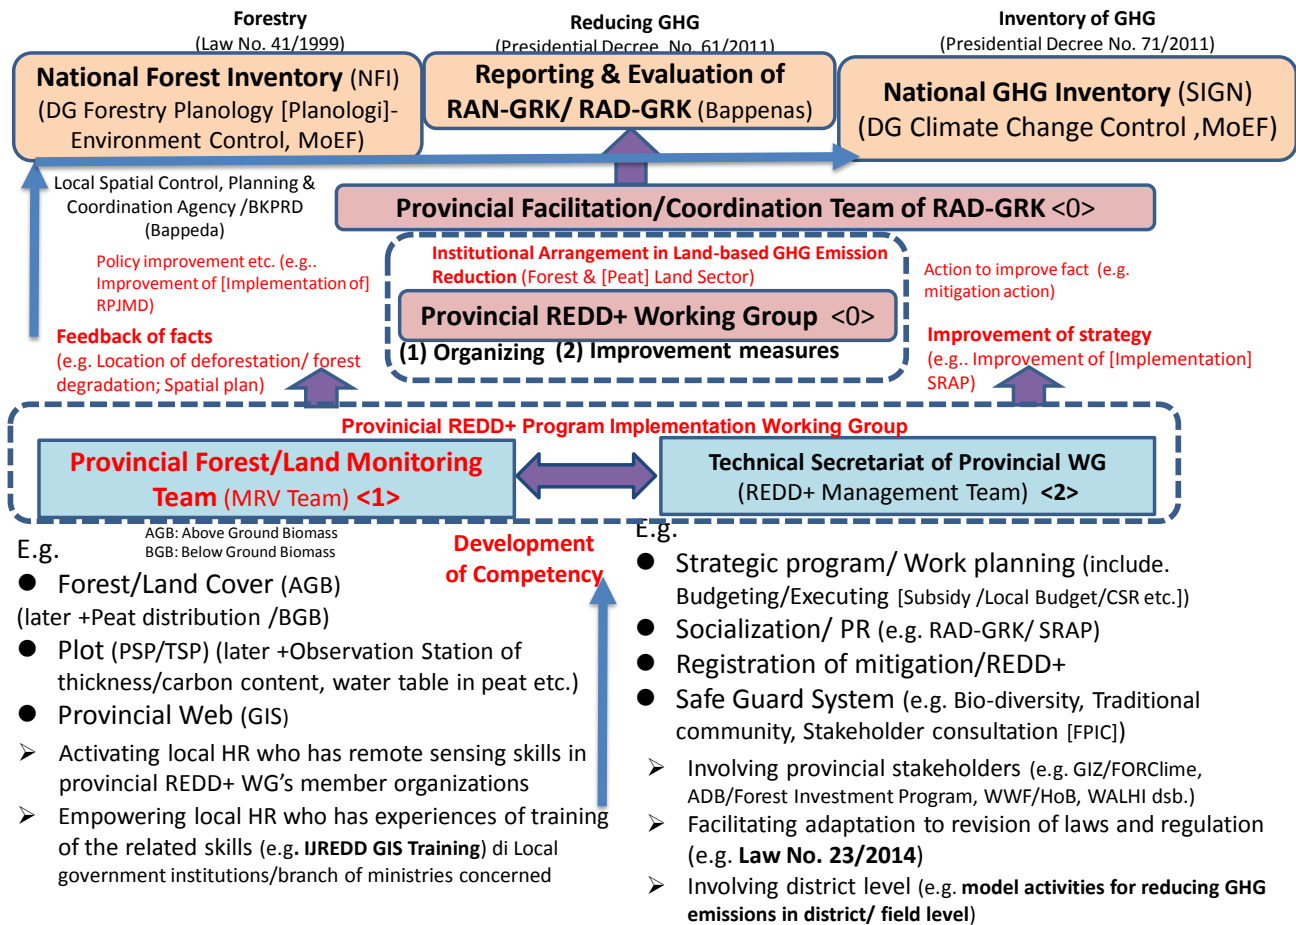 Forestry
(Law No. 41/1999)
Reducing GHG
(Presidential Decree No. 61/2011)
Inventory of GHG
(Presidential Decree No. 71/2011)
National Forest Inventory (NFI)
(DG Forestry Planology [Planologi]-
Environment Control, MoEF)
Reporting & Evaluation of
RAN-GRK/ RAD-GRK (Bappenas)
National GHG Inventory (SIGN)
(DG Climate Change Control ,MoEF)
Local Spatial Control, Planning &
Coordination Agency /BKPRD
(Bappeda)
Provincial Facilitation/Coordination Team of RAD-GRK <0>
Policy improvement etc. (e.g..
Improvement of [Implementation of]
RPJMD)
Institutional Arrangement in Land-based GHG Emission
Reduction (Forest & [Peat] Land Sector)
Provincial REDD+ Working Group <0>
(1) Organizing (2) Improvement measures
Action to improve fact (e.g.
mitigation action)
Feedback of facts
(e.g. Location of deforestation/ forest
degradation; Spatial plan)
Improvement of strategy
(e.g.. Improvement of [Implementation]
SRAP)
Provinicial REDD+ Program Implementation Working Group
Provincial Forest/Land Monitoring
Team (MRV Team) <1>
Technical Secretariat of Provincial WG
(REDD+ Management Team) <2>
AGB: Above Ground Biomass
BGB: Below Ground Biomass
Development
of Competency
E.g.
● Forest/Land Cover (AGB)
(later +Peat distribution /BGB)
● Plot (PSP/TSP) (later +Observation Station of
thickness/carbon content, water table in peat etc.)
● Provincial Web (GIS)
➢ Activating local HR who has remote sensing skills in
provincial REDD+ WG's member organizations
➢ Empowering local HR who has experiences of training
of the related skills (e.g. IJREDD GIS Training) di Local
government institutions/branch of ministries concerned
E.g.
● Strategic program/ Work planning (include.
Budgeting/Executing [Subsidy /Local Budget/CSR etc.])
● Socialization/ PR (e.g. RAD-GRK/ SRAP)
● Registration of mitigation/REDD+
● Safe Guard System (e.g. Bio-diversity, Traditional
community, Stakeholder consultation [FPIC])
➢ Involving provincial stakeholders (e.g. GIZ/FORClime,
ADB/Forest Investment Program, WWF/HoB, WALHI dsb.)
➢ Facilitating adaptation to revision of laws and regulation
(e.g. Law No. 23/2014)
➢ Involving district level (e.g. model activities for reducing GHG
emissions in district/ field level)